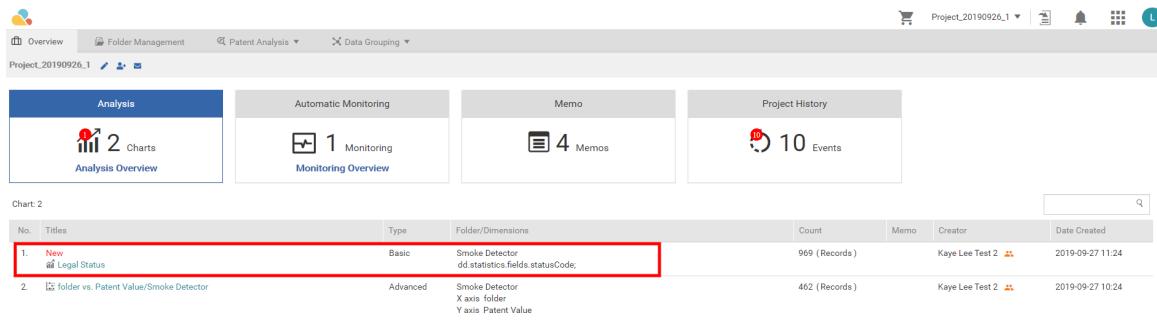 Project_20190926_1 ▼
L
Overview Folder Management Patent Analysis ▼ Data Grouping ▼
Project_20190926_1
Analysis Automatic Monitoring Memo Project History
1 2 Charts 1 Monitoring 4 Memos 10 10 Events
Analysis Overview Monitoring Overview
Chart: 2
No. Titles Type Folder/Dimensions Count Memo Creator Date Created
1. New Basic Smoke Detector 969 (Records) Kaye Lee Test 2 2019-09-27 11:24
Legal Status dd.statistics.fields.statusCode;
2. folder vs. Patent Value/Smoke Detector Advanced Smoke Detector 462 (Records) Kaye Lee Test 2 2019-09-27 10:24
X axis folder
Y axis Patent Value